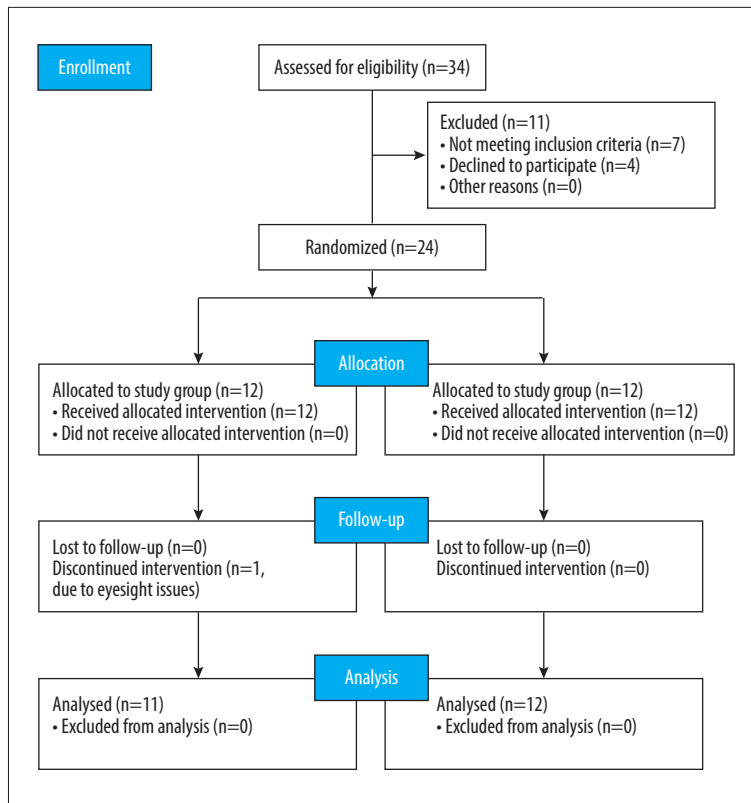 Enrollment
Assessed for eligibility (n=34)
Excluded (n=11)
• Not meeting inclusion criteria (n=7)
• Declined to participate (n=4)
• Other reasons (n=0)
Randomized (n=24)
Allocation
Allocated to study group (n=12)
• Received allocated intervention (n=12)
• Did not receive allocated intervention (n=0)
Allocated to study group (n=12)
• Received allocated intervention (n=12)
• Did not receive allocated intervention (n=0)
Follow-up
Lost to follow-up (n=0)
Discontinued intervention (n=1,
due to eyesight issues)
Lost to follow-up (n=0)
Discontinued intervention (n=0)
Analysis
Analysed (n=11)
• Excluded from analysis (n=0)
Analysed (n=12)
• Excluded from analysis (n=0)